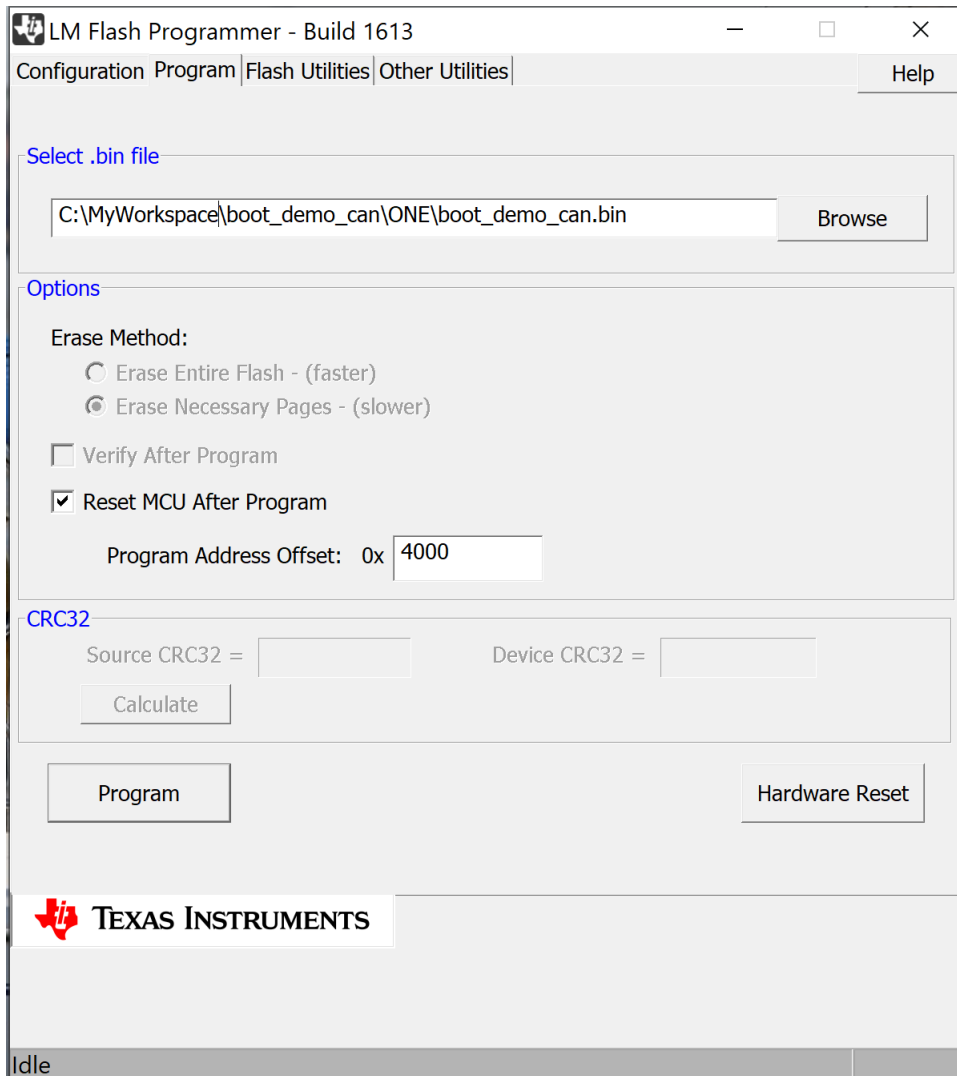 LM Flash Programmer - Build 1613
Configuration Program Flash Utilities Other Utilities Help
Select .bin file
C:\MyWorkspace\boot_demo_can\ONE\boot_demo_can.bin Browse
Options
Erase Method:
Erase Entire Flash - (faster)
Erase Necessary Pages - (slower)
Verify After Program
Reset MCU After Program
Program Address Offset: 0x 4000
CRC32
Source CRC32 = Device CRC32 =
Calculate
Program Hardware Reset
TEXAS INSTRUMENTS
Idle